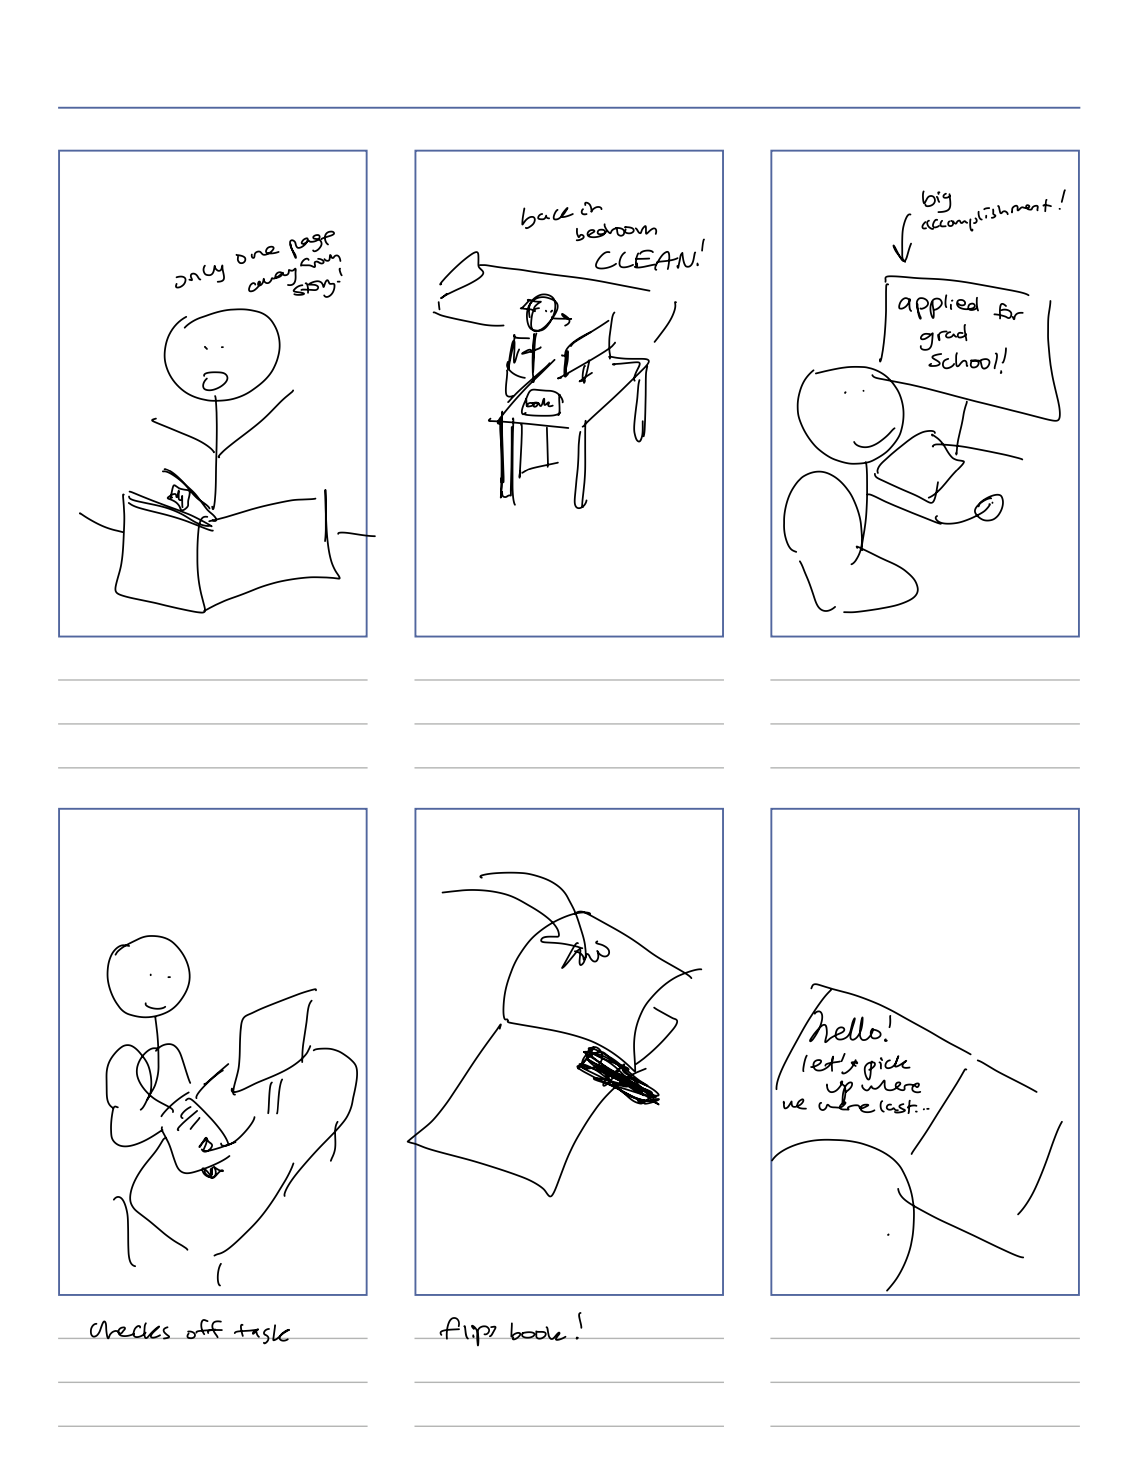 only one page
away from
story!
back in
bedroom
CLEAN!
book
big
accomplishment!
applied for
grad
school!
checks off task
flips book!
hello!
let's pick
up where
we were last...